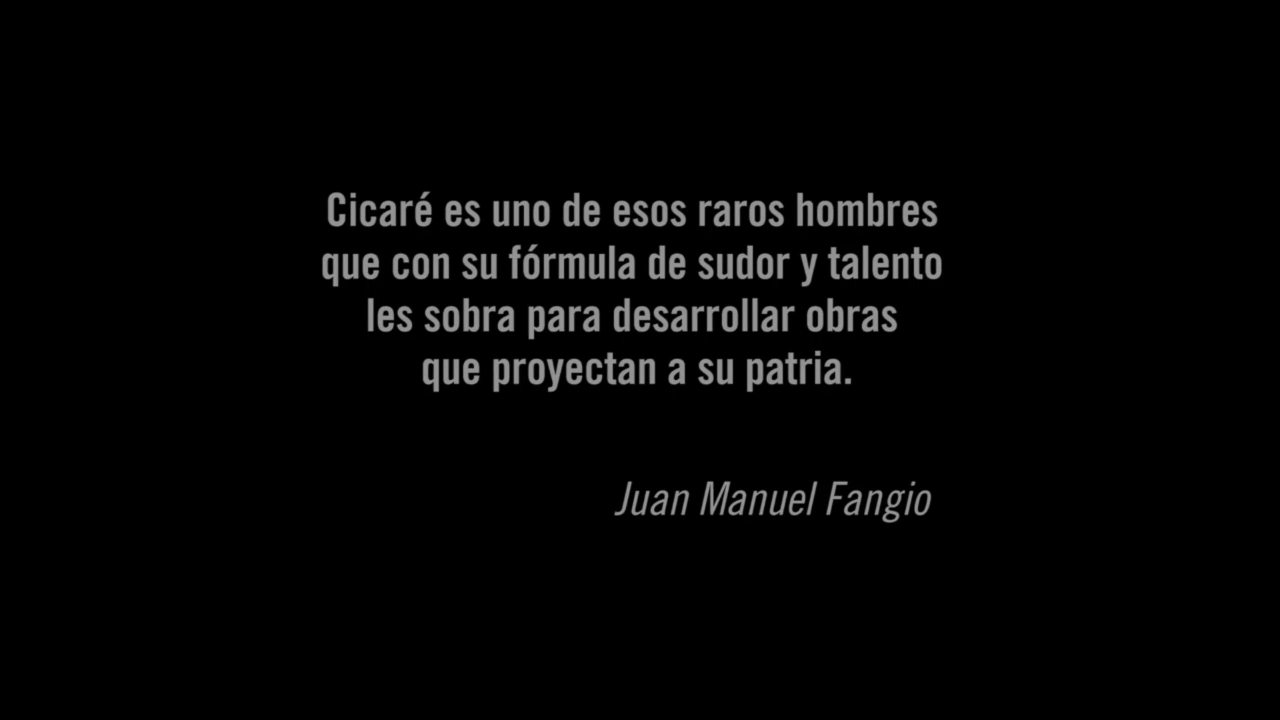 Cicaré es uno de esos raros hombres
que con su fórmula de sudor y talento
les sobra para desarrollar obras
que proyectan a su patria.
Juan Manuel Fangio